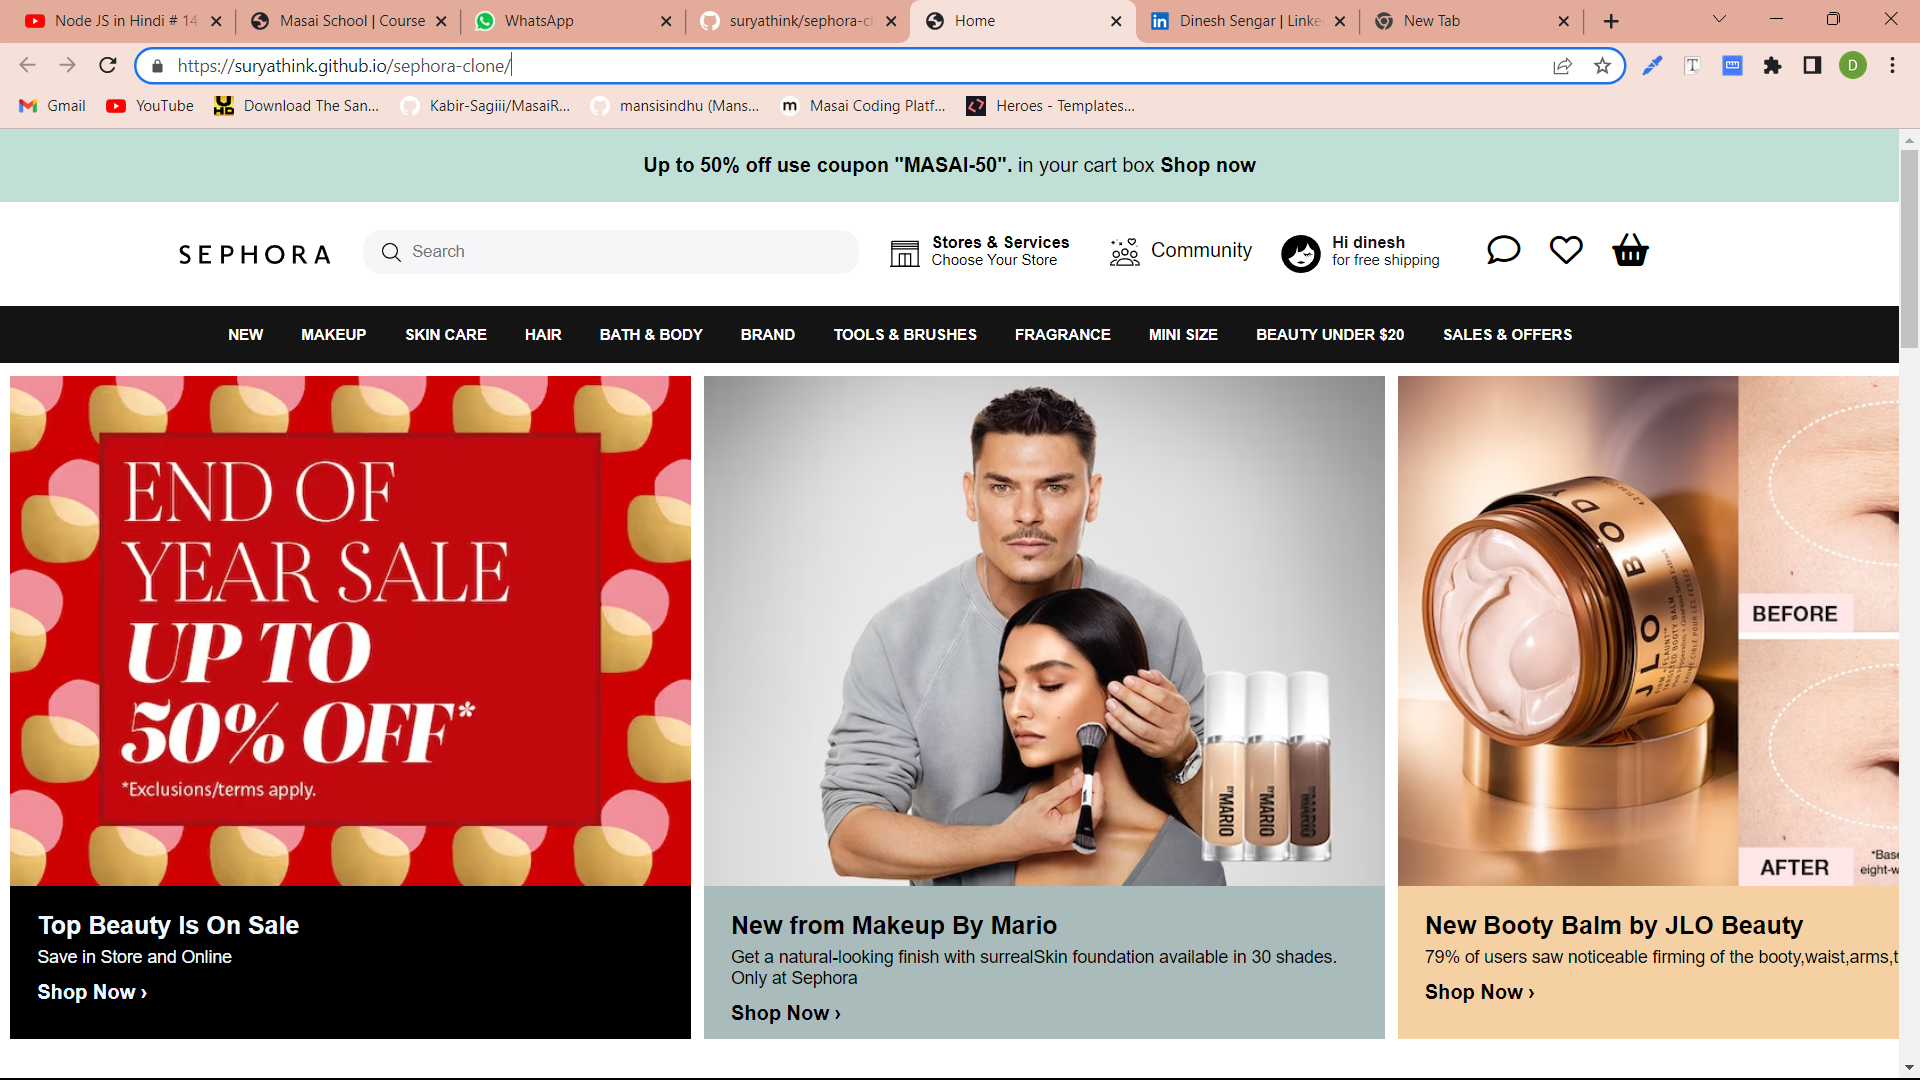 Node JS in Hindi # 14
Masai School | Course
WhatsApp
suryathink/sephora-cl
Home
Dinesh Sengar | Linke
New Tab
https://suryathink.github.io/sephora-clone/
D
Gmail
YouTube
Download The San...
Kabir-Sagiii/MasaiR...
mansisindhu (Mans...
m
Masai Coding Platf...
Heroes - Templates...
Up to 50% off use coupon "MASAI-50". in your cart box Shop now
SEPHORA
Search
Stores & Services
Choose Your Store
Community
Hi dinesh
for free shipping
NEW MAKEUP SKIN CARE HAIR BATH & BODY BRAND TOOLS & BRUSHES FRAGRANCE MINI SIZE BEAUTY UNDER $20 SALES & OFFERS
END OF
YEAR SALE
UP TO
50% OFF*
*Exclusions/terms apply.
Top Beauty Is On Sale
Save in Store and Online
Shop Now ›
BY MARIO
BY MARIO
BY MARIO
New from Makeup By Mario
Get a natural-looking finish with surrealSkin foundation available in 30 shades.
Only at Sephora
Shop Now ›
JLO BODY
BEFORE
AFTER
*Base
eight-w
New Booty Balm by JLO Beauty
79% of users saw noticeable firming of the booty,waist,arms,t
Shop Now ›